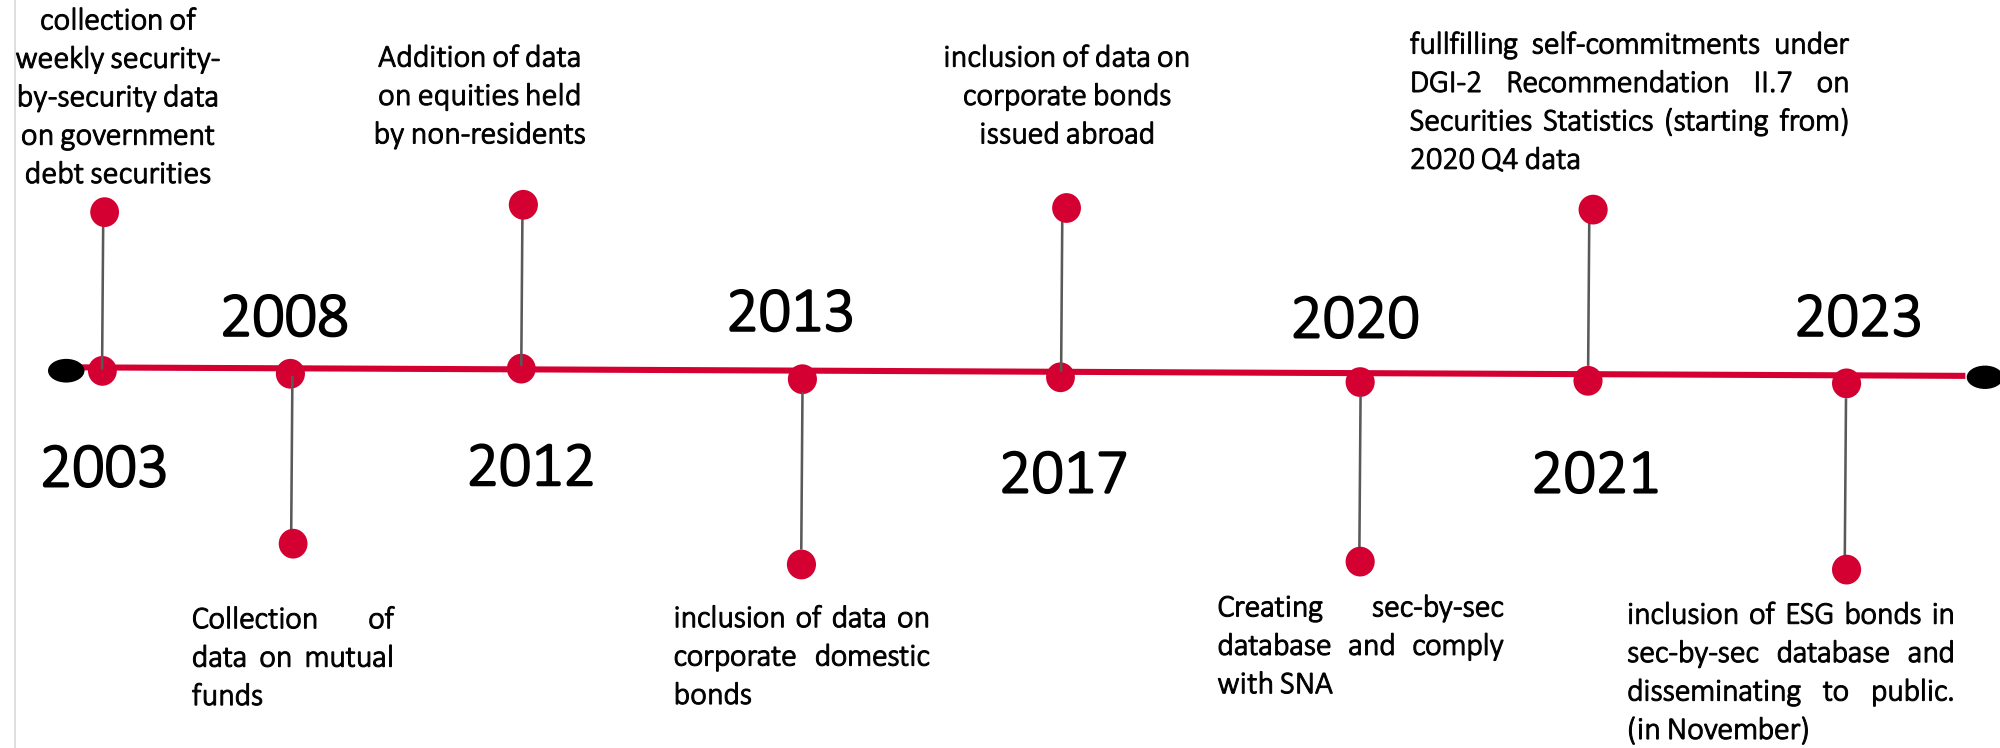 collection of
weekly security-
by-security data
on government
debt securities
Addition of data
on equities held
by non-residents
inclusion of data on
corporate bonds
issued abroad
fullfilling self-commitments under
DGI-2 Recommendation II.7 on
Securities Statistics (starting from)
2020 Q4 data
2008
2013
2020
2023
2003
2012
2017
2021
Collection of
data on mutual
funds
inclusion of data on
corporate domestic
bonds
Creating sec-by-sec
database and comply
with SNA
inclusion of ESG bonds in
sec-by-sec database and
disseminating to public.
(in November)